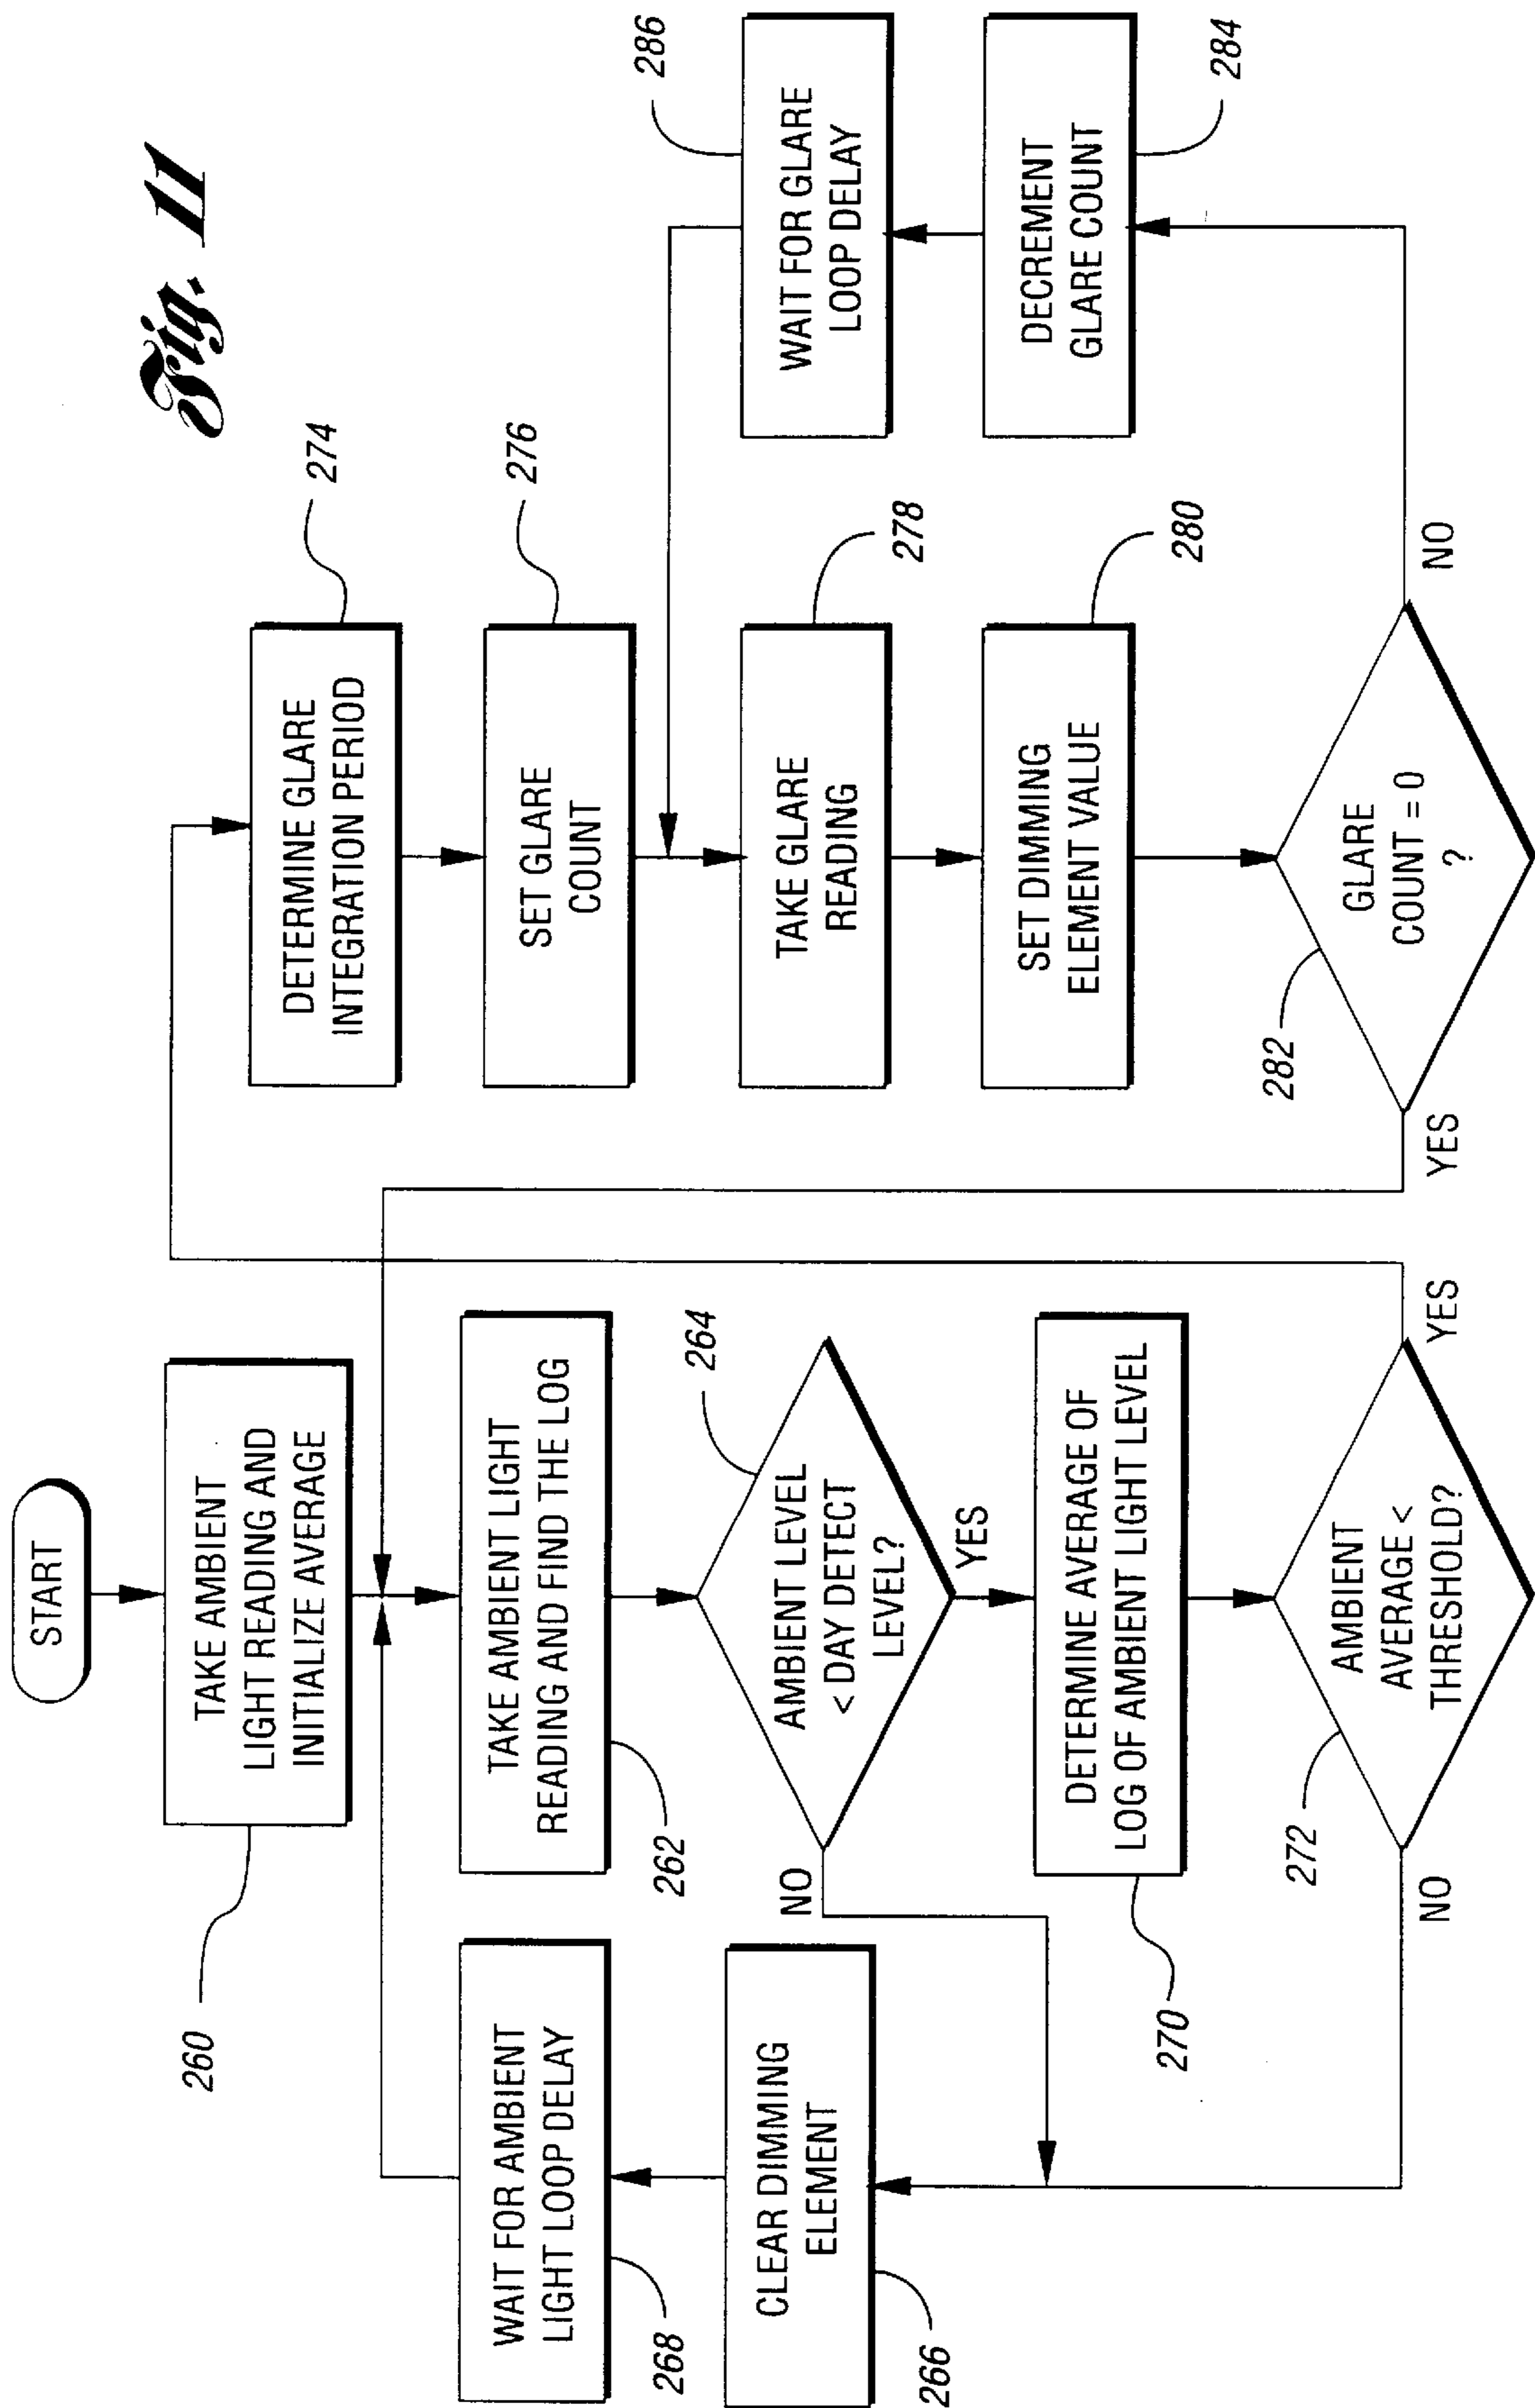 Fig. 11
START
TAKE AMBIENT
LIGHT READING AND
INITIALIZE AVERAGE
260
TAKE AMBIENT LIGHT
READING AND FIND THE LOG
262
AMBIENT LEVEL
< DAY DETECT
LEVEL?
264
NO
YES
WAIT FOR AMBIENT
LIGHT LOOP DELAY
268
CLEAR DIMMING
ELEMENT
266
DETERMINE AVERAGE OF
LOG OF AMBIENT LIGHT LEVEL
270
AMBIENT
AVERAGE <
THRESHOLD?
272
NO
YES
DETERMINE GLARE
INTEGRATION PERIOD
274
SET GLARE
COUNT
276
TAKE GLARE
READING
278
SET DIMMING
ELEMENT VALUE
280
GLARE
COUNT = 0
?
282
YES
NO
WAIT FOR GLARE
LOOP DELAY
286
DECREMENT
GLARE COUNT
284